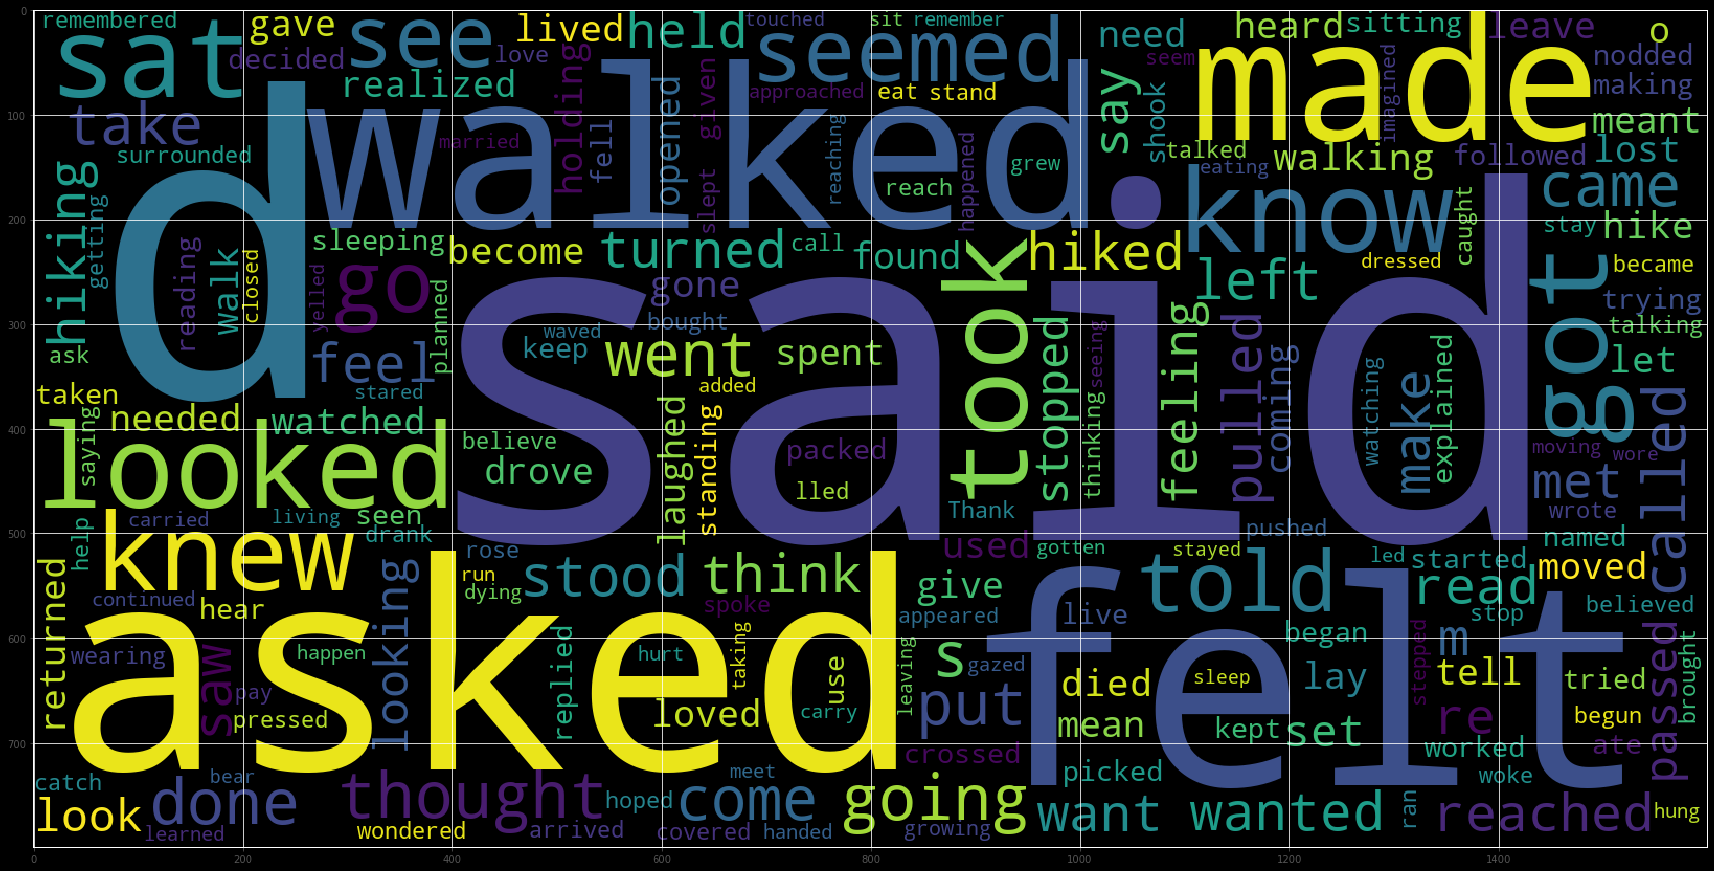 remembered
gave
see
lived
held
touched
sit
remember
need
heard
sitting
leave
o
sat
decided
love
holding
seemed
seem
made
imagined
nodded
realized
walked
opened
given
approached
eat
stand
say
shook
making
take
married
fell
reaching
happened
meant
surrounded
d
slept
reach
grew
talked
walking
followed
lost
hiking
getting
eating
know
caught
came
reading
walk
closed
sleeping
become
turned
call
found
took
hiked
stay
hike
yelled
go
planned
said
gone
left
dressed
got
became
ask
feel
waved
bought
keep
went
spent
stopped
seeing
feeling
pulled
coming
trying
talking
let
taken
stared
added
thinking
watching
make
explained
called
needed
watched
looked
saying
believe
drove
laughed
standing
packed
lled
Thank
moving
wore
met
wrote
help
carried
living
seen
drank
knew
looking
rose
run
dying
stood
think
used
gotten
stayed
pushed
led
started
named
moved
returned
continued
hear
asked
spoke
give
appeared
felt
live
told
read
stop
believed
wearing
saw
happen
replied
hurt
taking
use
leaving
s
gazed
began
m
stepped
tell
tried
passed
brought
pay
pressed
loved
carry
put
died
mean
sleep
lay
kept
set
re
begun
worked
ate
crossed
catch
bear
thought
meet
come
going
picked
woke
look
done
learned
wondered
hoped
arrived
covered
handed
growing
want
wanted
ran
reached
hung
0
100
200
300
400
500
600
700
0
200
400
600
800
1000
1200
1400